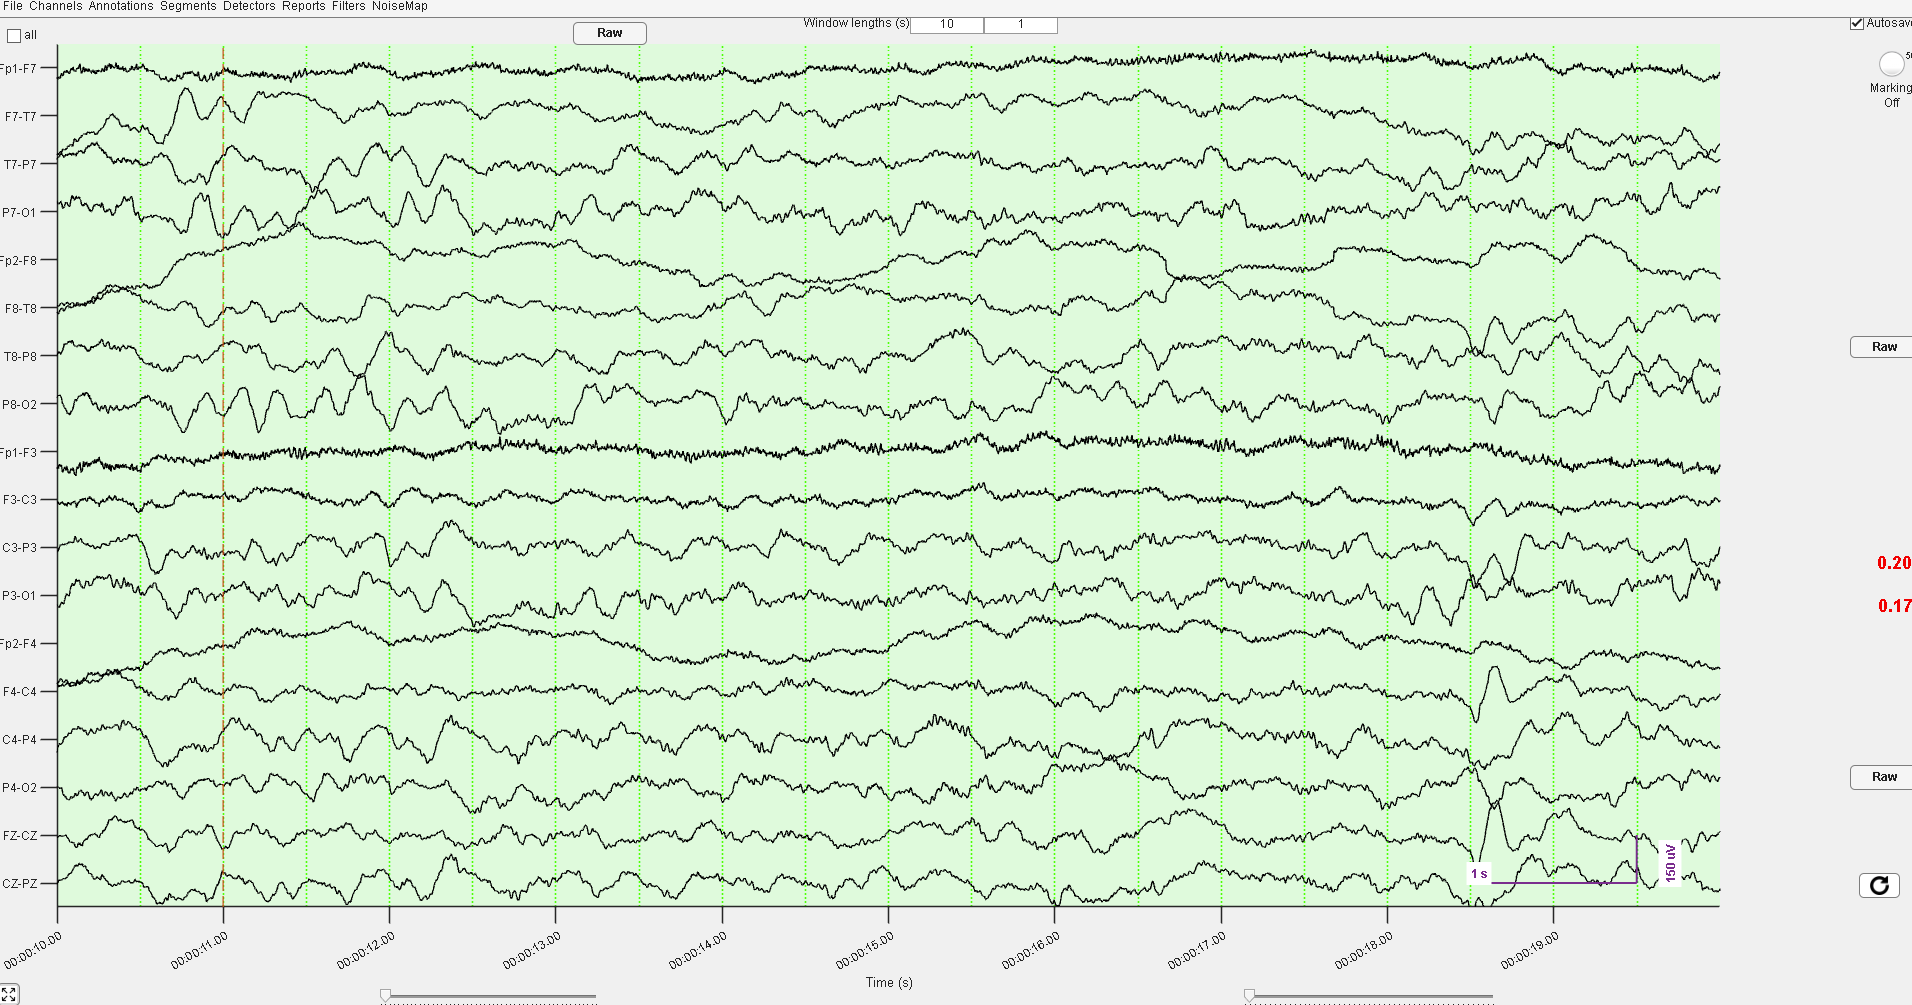 File Channels Annotations Segments Detectors Reports Filters NoiseMap
all
Raw
Window lengths (s) 10 1
Autosave
Marking
Off
Fp1-F7
F7-T7
T7-P7
P7-O1
Fp2-F8
F8-T8
T8-P8
P8-O2
Fp1-F3
F3-C3
C3-P3
P3-O1
Fp2-F4
F4-C4
C4-P4
P4-O2
FZ-CZ
CZ-PZ
Raw
0.20
0.17
Raw
1 s
150 uV
00:00:10.00 00:00:11.00 00:00:12.00 00:00:13.00 00:00:14.00 00:00:15.00 00:00:16.00 00:00:17.00 00:00:18.00 00:00:19.00
Time (s)